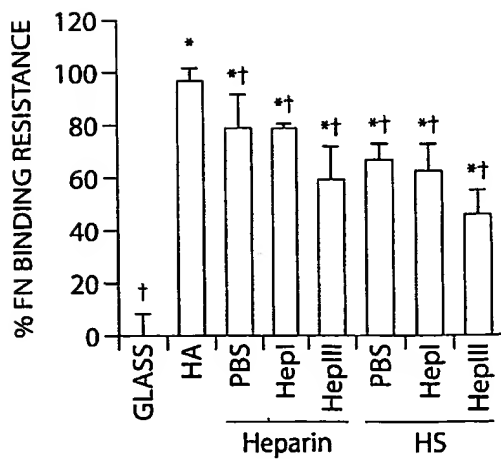 % FN BINDING RESISTANCE
120
100
80
60
40
20
0
†
*
*†
*†
*†
*†
*†
*†
GLASS
HA
PBS
HepI
HepIII
PBS
HepI
HepIII
Heparin
HS